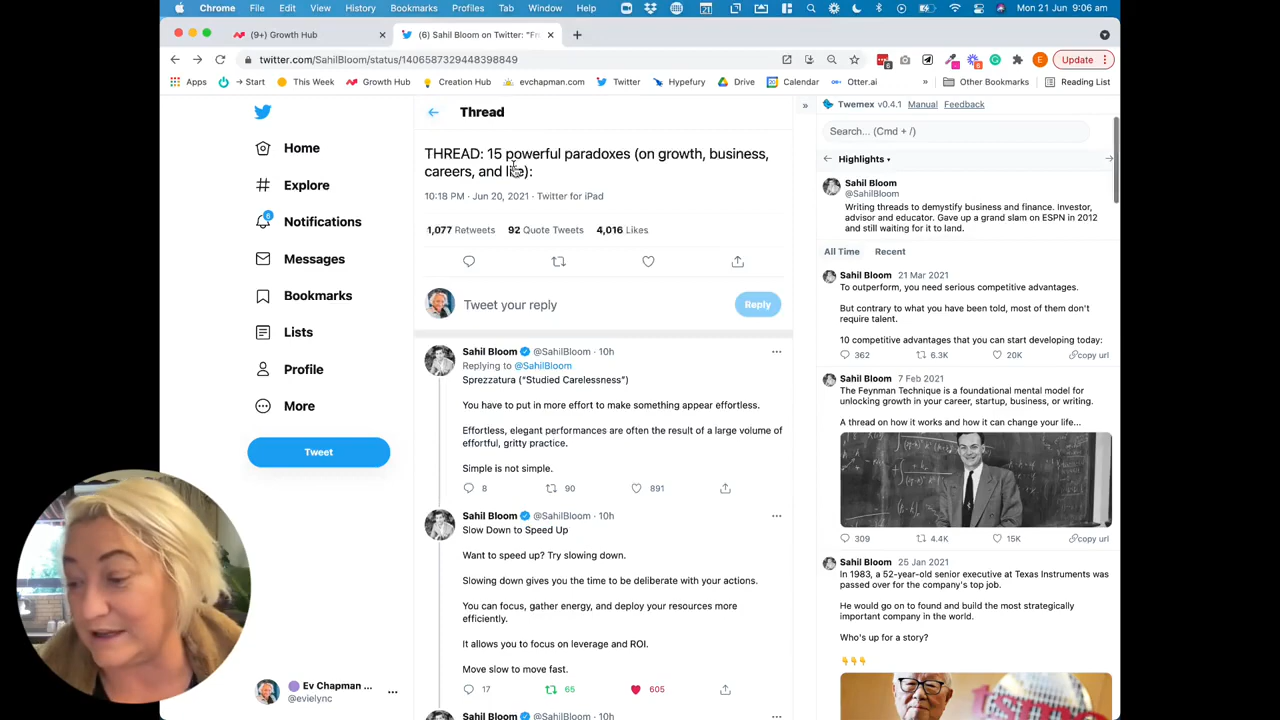 Chrome File Edit View History Bookmarks Profiles Tab Window Help Mon 21 Jun 9:06 am
(9+) Growth Hub
(6) Sahil Bloom on Twitter: "Fr
twitter.com/SahilBloom/status/1406587329448398849
Update
Apps → Start This Week Growth Hub Creation Hub evchapman.com Twitter Hypefury Drive Calendar Otter.ai » Other Bookmarks Reading List
Home
Explore
6
Notifications
Messages
Bookmarks
Lists
Profile
More
Tweet
Ev Chapman ...
@evielync
Thread
THREAD: 15 powerful paradoxes (on growth, business,
careers, and life):
10:18 PM · Jun 20, 2021 · Twitter for iPad
1,077 Retweets 92 Quote Tweets 4,016 Likes
Tweet your reply
Reply
Sahil Bloom @SahilBloom · 10h
Replying to @SahilBloom
Sprezzatura (“Studied Carelessness”)
You have to put in more effort to make something appear effortless.
Effortless, elegant performances are often the result of a large volume of
effortful, gritty practice.
Simple is not simple.
8 90 891
Sahil Bloom @SahilBloom · 10h
Slow Down to Speed Up
Want to speed up? Try slowing down.
Slowing down gives you the time to be deliberate with your actions.
You can focus, gather energy, and deploy your resources more
efficiently.
It allows you to focus on leverage and ROI.
Move slow to move fast.
17 65 605
Sahil Bloom @SahilBloom · 10h
» Twemex v0.4.1 Manual Feedback
Search... (Cmd + /)
← Highlights ▾ →
Sahil Bloom
@SahilBloom
Writing threads to demystify business and finance. Investor,
advisor and educator. Gave up a grand slam on ESPN in 2012
and still waiting for it to land.
All Time Recent
Sahil Bloom 21 Mar 2021
To outperform, you need serious competitive advantages.
But contrary to what you have been told, most of them don't
require talent.
10 competitive advantages that you can start developing today:
362 6.3K 20K copy url
Sahil Bloom 7 Feb 2021
The Feynman Technique is a foundational mental model for
unlocking growth in your career, startup, business, or writing.
A thread on how it works and how it can change your life...
309 4.4K 15K copy url
Sahil Bloom 25 Jan 2021
In 1983, a 52-year-old senior executive at Texas Instruments was
passed over for the company's top job.
He would go on to found and build the most strategically
important company in the world.
Who's up for a story?
👇👇👇